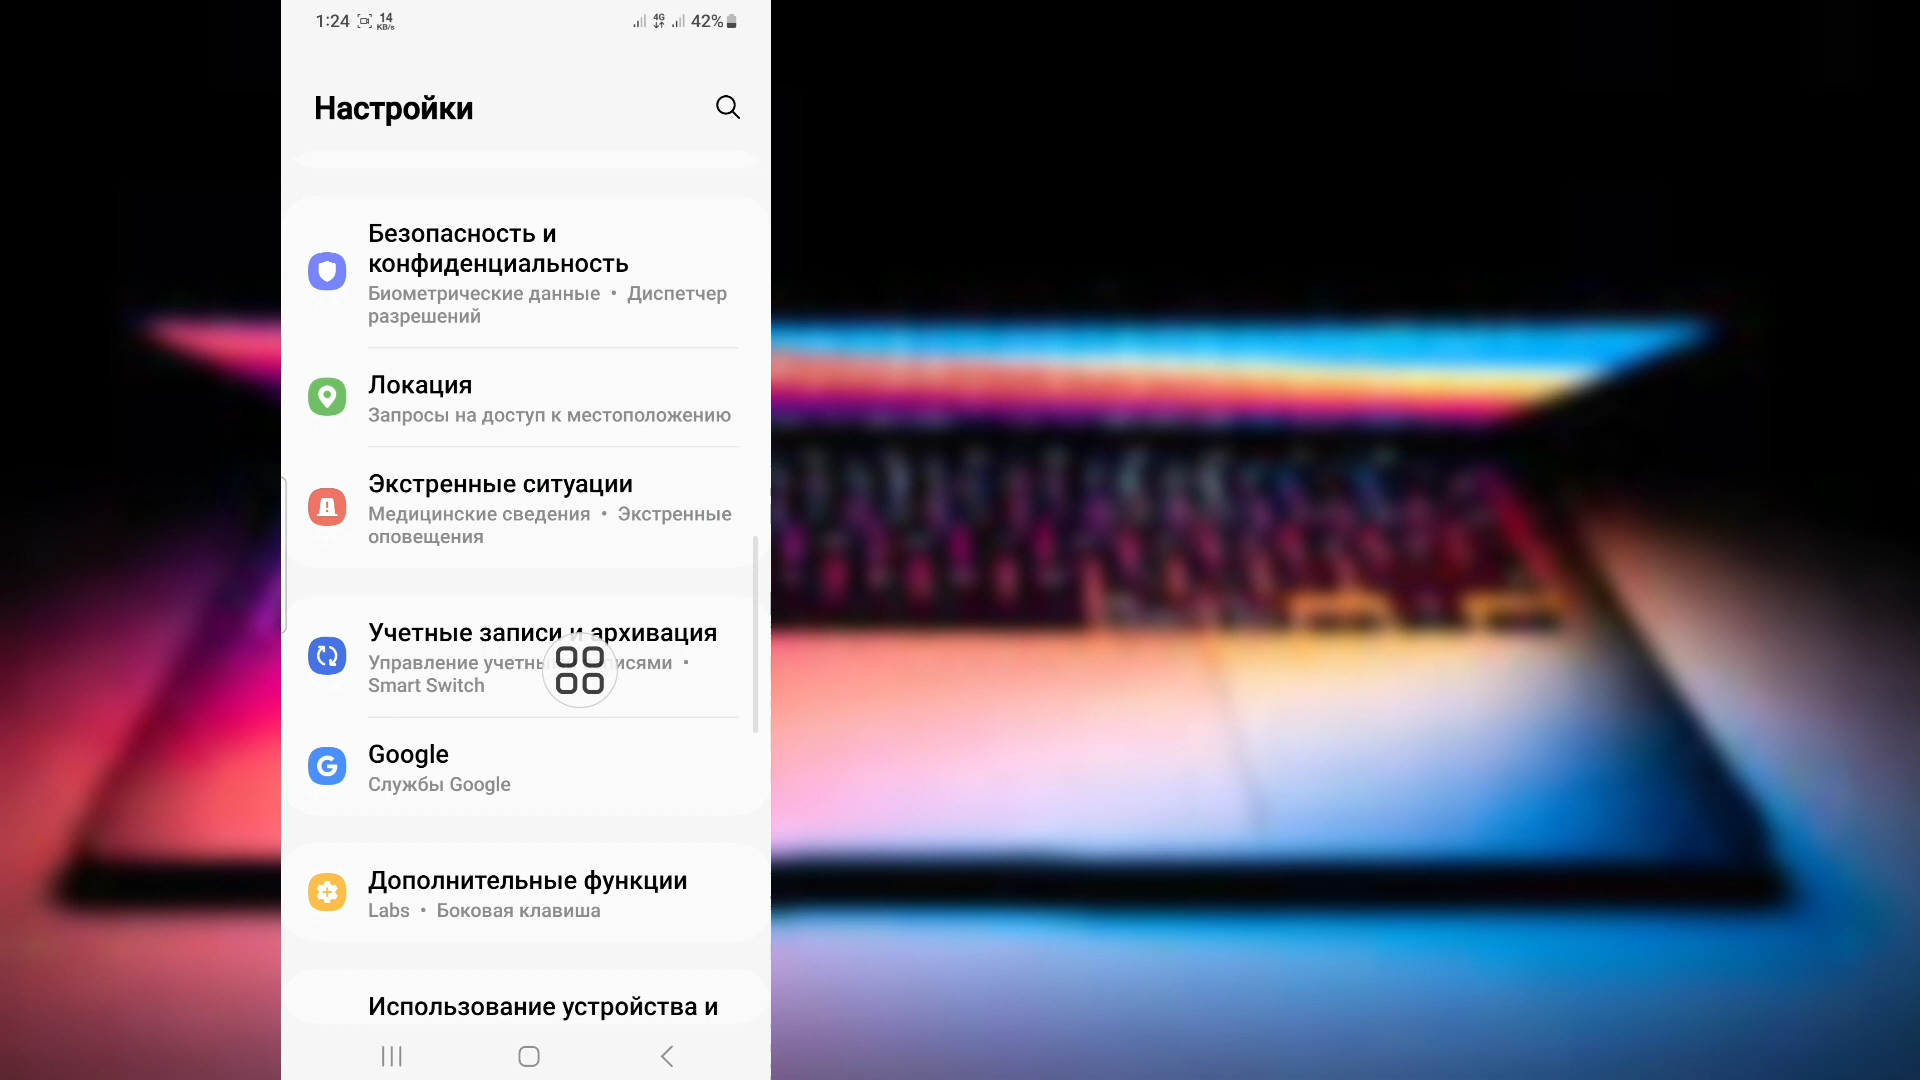 1:24 14 KB/s 4G 42%
Настройки
Безопасность и
конфиденциальность
Биометрические данные • Диспетчер
разрешений
Локация
Запросы на доступ к местоположению
Экстренные ситуации
Медицинские сведения • Экстренные
оповещения
Учетные записи и архивация
Управление •
Smart Switch
Google
Службы Google
Дополнительные функции
Labs • Боковая клавиша
Использование устройства и